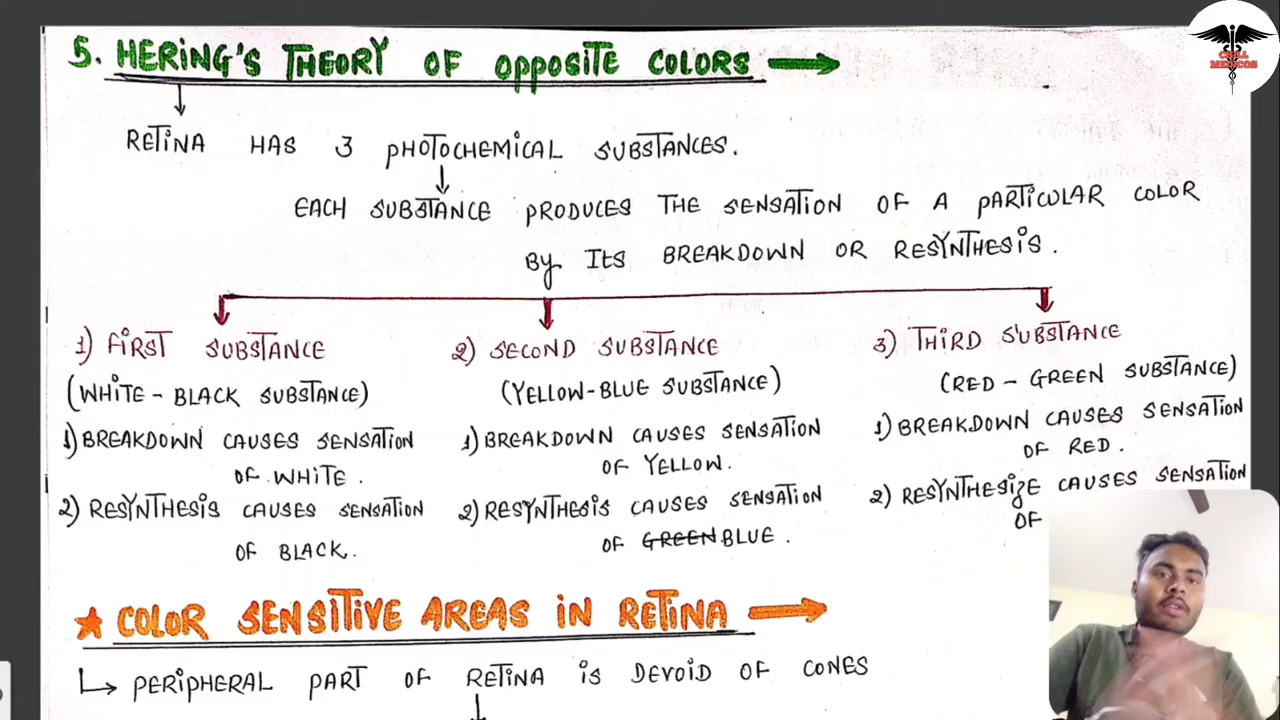 CHILL
MEDICOS
5. HERING'S THEORY OF OPPOSITE COLORS
RETINA HAS 3 PHOTOCHEMICAL SUBSTANCES.
EACH SUBSTANCE PRODUCES THE SENSATION OF A PARTICULAR COLOR
By ITS BREAKDOWN OR RESYNTHESIS.
1) FIRST SUBSTANCE
(WHITE - BLACK SUBSTANCE)
1) BREAKDOWN CAUSES SENSATION
OF WHITE.
2) RESYNTHESIS CAUSES SENSATION
OF BLACK.
2) SECOND SUBSTANCE
(YELLOW-BLUE SUBSTANCE)
1) BREAKDOWN CAUSES SENSATION
OF YELLOW.
2) RESYNTHESIS CAUSES SENSATION
OF GREEN BLUE.
3) THIRD SUBSTANCE
(RED - GREEN SUBSTANCE)
1) BREAKDOWN CAUSES SENSATION
OF RED.
2) RESYNTHESIZE CAUSES SENSATION
OF
★ COLOR SENSITIVE AREAS IN RETINA
PERIPHERAL PART OF RETINA IS DEVOID OF CONES